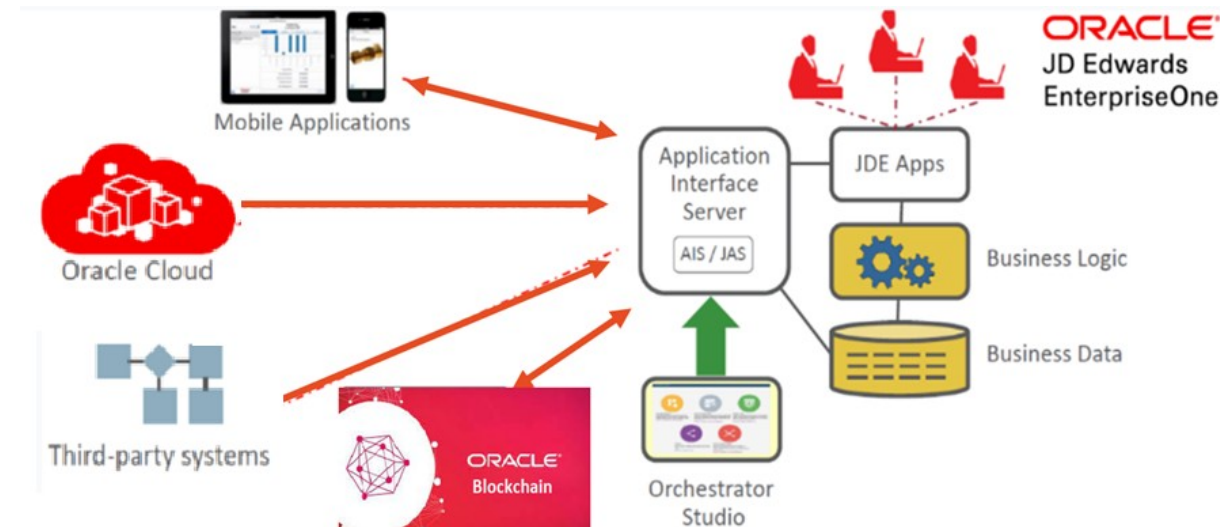 ORACLE®
JD Edwards
EnterpriseOne
Mobile Applications
Application
Interface
Server
AIS / JAS
JDE Apps
Oracle Cloud
Business Logic
Business Data
Third-party systems
ORACLE®
Blockchain
Orchestrator
Studio